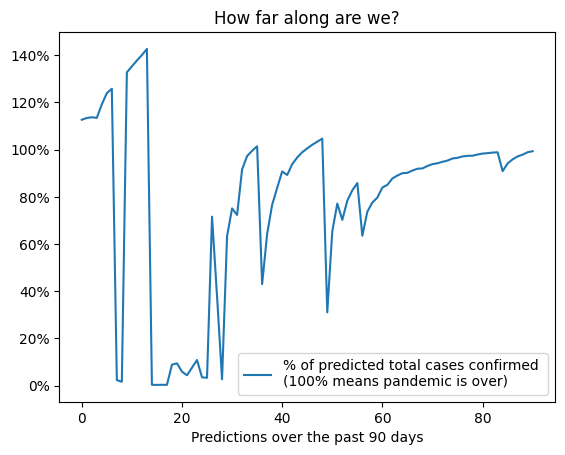 How far along are we?
140%
120%
100%
80%
60%
40%
20%
0%
% of predicted total cases confirmed
(100% means pandemic is over)
0 20 40 60 80
Predictions over the past 90 days